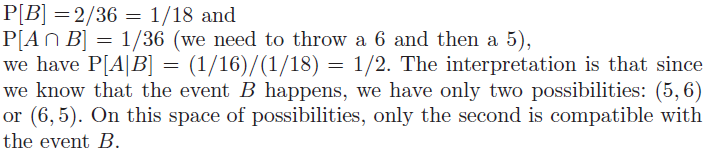 P[B] = 2/36 = 1/18 and
P[A ∩ B] = 1/36 (we need to throw a 6 and then a 5),
we have P[A|B] = (1/16)/(1/18) = 1/2. The interpretation is that since
we know that the event B happens, we have only two possibilities: (5, 6)
or (6, 5). On this space of possibilities, only the second is compatible with
the event B.